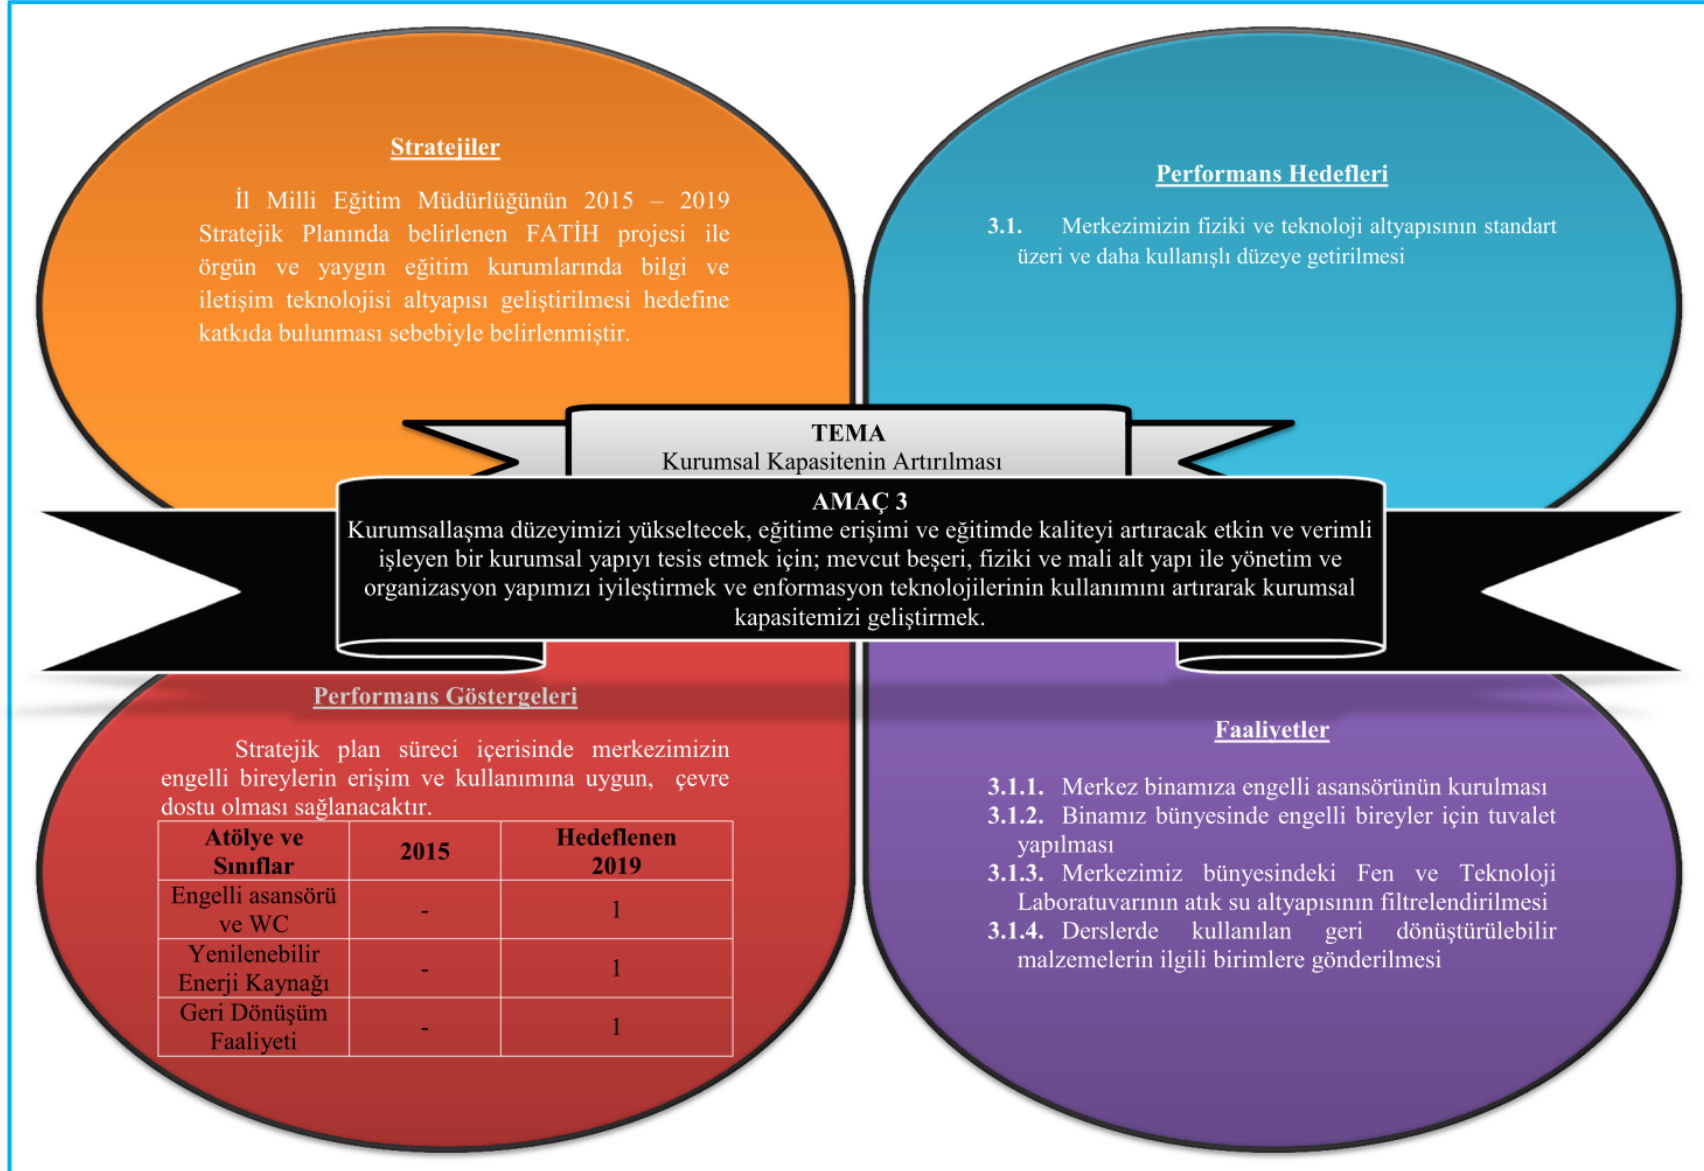 Stratejiler
İl Milli Eğitim Müdürlüğünün 2015 – 2019
Stratejik Planında belirlenen FATİH projesi ile
örgün ve yaygın eğitim kurumlarında bilgi ve
iletişim teknolojisi altyapısı geliştirilmesi hedefine
katkıda bulunması sebebiyle belirlenmiştir.
Performans Hedefleri
3.1. Merkezimizin fiziki ve teknoloji altyapısının standart
üzeri ve daha kullanışlı düzeye getirilmesi
TEMA
Kurumsal Kapasitenin Artırılması
AMAÇ 3
Kurumsallaşma düzeyimizi yükseltecek, eğitime erişimi ve eğitimde kaliteyi artıracak etkin ve verimli
işleyen bir kurumsal yapıyı tesis etmek için; mevcut beşeri, fiziki ve mali alt yapı ile yönetim ve
organizasyon yapımızı iyileştirmek ve enformasyon teknolojilerinin kullanımını artırarak kurumsal
kapasitemizi geliştirmek.
Performans Göstergeleri
Stratejik plan süreci içerisinde merkezimizin
engelli bireylerin erişim ve kullanımına uygun, çevre
dostu olması sağlanacaktır.
Atölye ve
Sınıflar
2015
Hedeflenen
2019
Engelli asansörü
ve WC
-
1
Yenilenebilir
Enerji Kaynağı
-
1
Geri Dönüşüm
Faaliyeti
-
1
Faaliyetler
3.1.1. Merkez binamıza engelli asansörünün kurulması
3.1.2. Binamız bünyesinde engelli bireyler için tuvalet
yapılması
3.1.3. Merkezimiz bünyesindeki Fen ve Teknoloji
Laboratuvarının atık su altyapısının filtrelendirilmesi
3.1.4. Derslerde kullanılan geri dönüştürülebilir
malzemelerin ilgili birimlere gönderilmesi